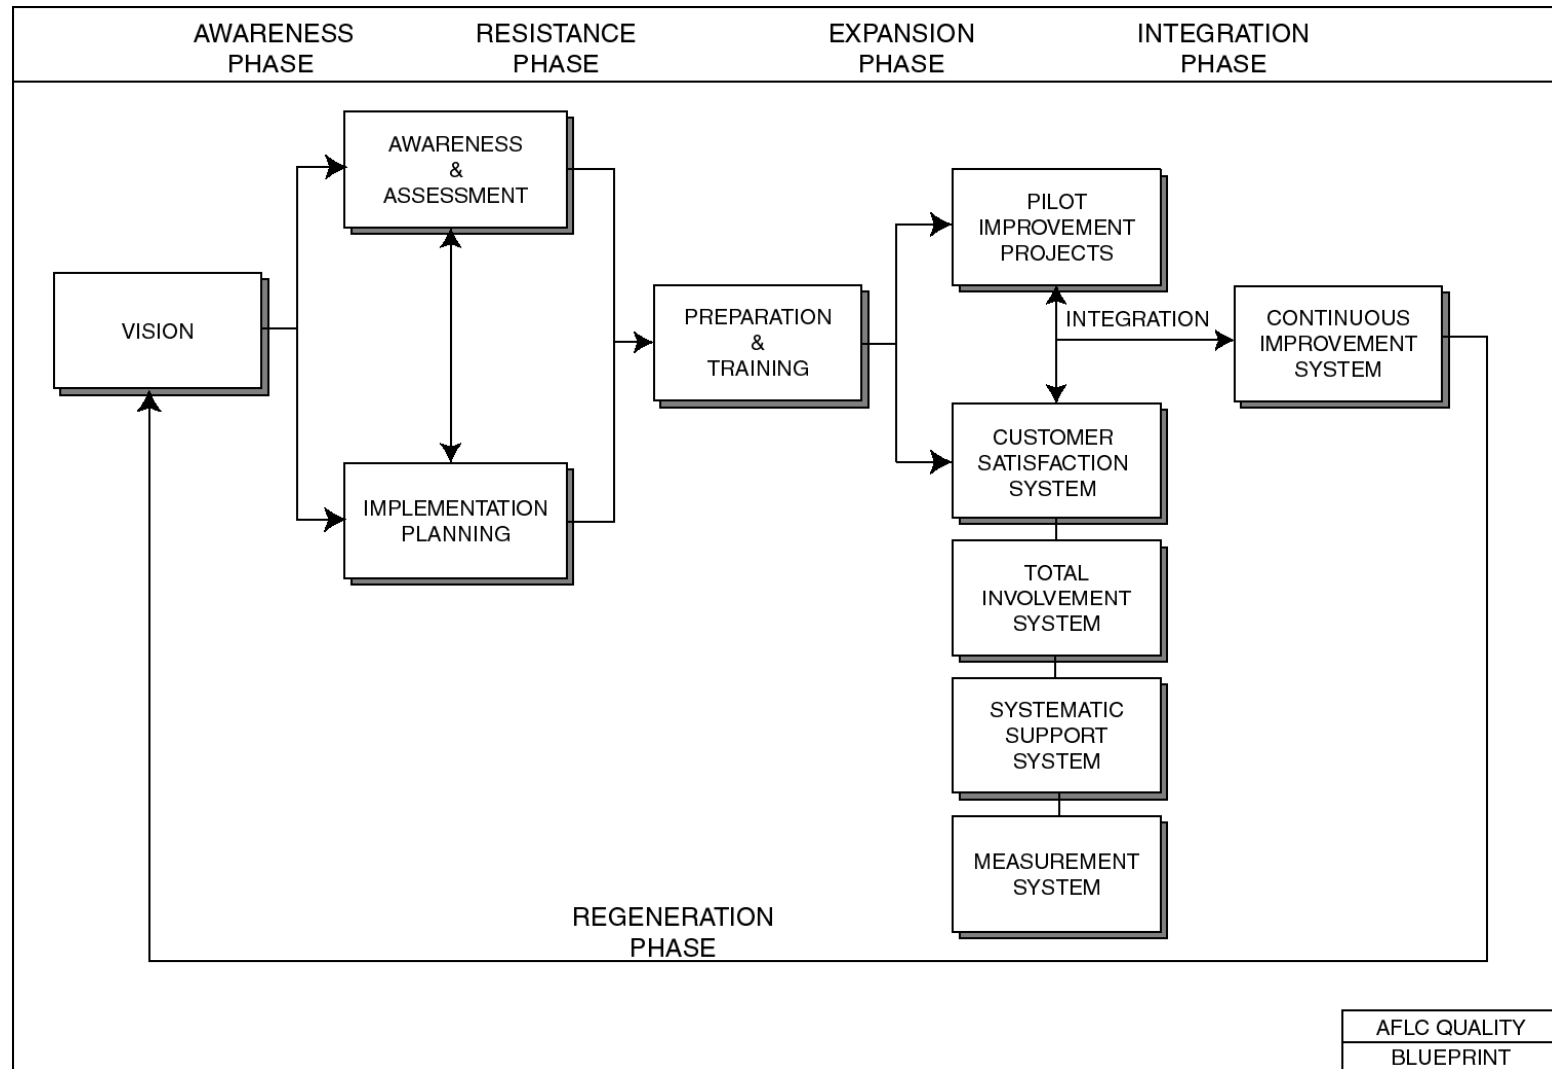 AWARENESS
PHASE
RESISTANCE
PHASE
EXPANSION
PHASE
INTEGRATION
PHASE
AWARENESS
&
ASSESSMENT
VISION
IMPLEMENTATION
PLANNING
PREPARATION
&
TRAINING
PILOT
IMPROVEMENT
PROJECTS
INTEGRATION
CONTINUOUS
IMPROVEMENT
SYSTEM
CUSTOMER
SATISFACTION
SYSTEM
TOTAL
INVOLVEMENT
SYSTEM
SYSTEMATIC
SUPPORT
SYSTEM
MEASUREMENT
SYSTEM
REGENERATION
PHASE
AFLC QUALITY
BLUEPRINT